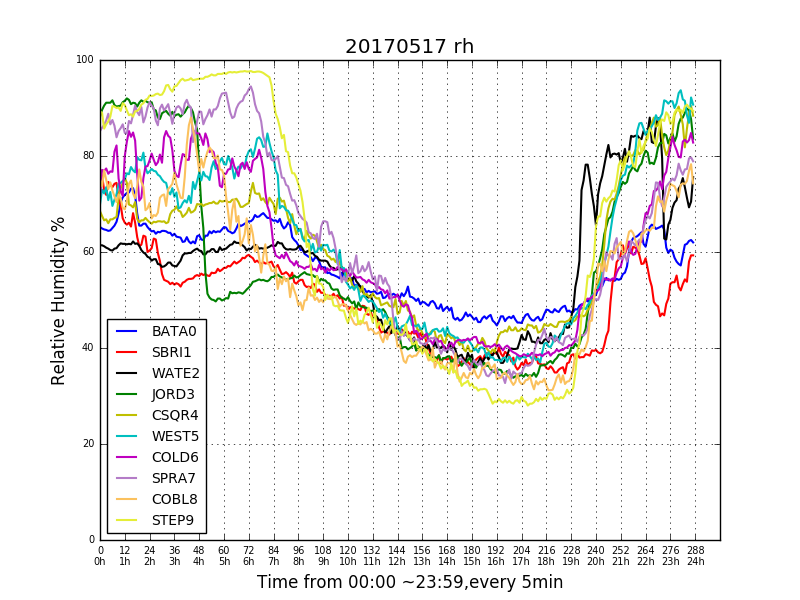 20170517 rh
100
80
60
40
20
0
Relative Humidity %
BATA0
SBRI1
WATE2
JORD3
CSQR4
WEST5
COLD6
SPRA7
COBL8
STEP9
0 12 24 36 48 60 72 84 96 108 120 132 144 156 168 180 192 204 216 228 240 252 264 276 288
0h 1h 2h 3h 4h 5h 6h 7h 8h 9h 10h 11h 12h 13h 14h 15h 16h 17h 18h 19h 20h 21h 22h 23h 24h
Time from 00:00 ~23:59,every 5min